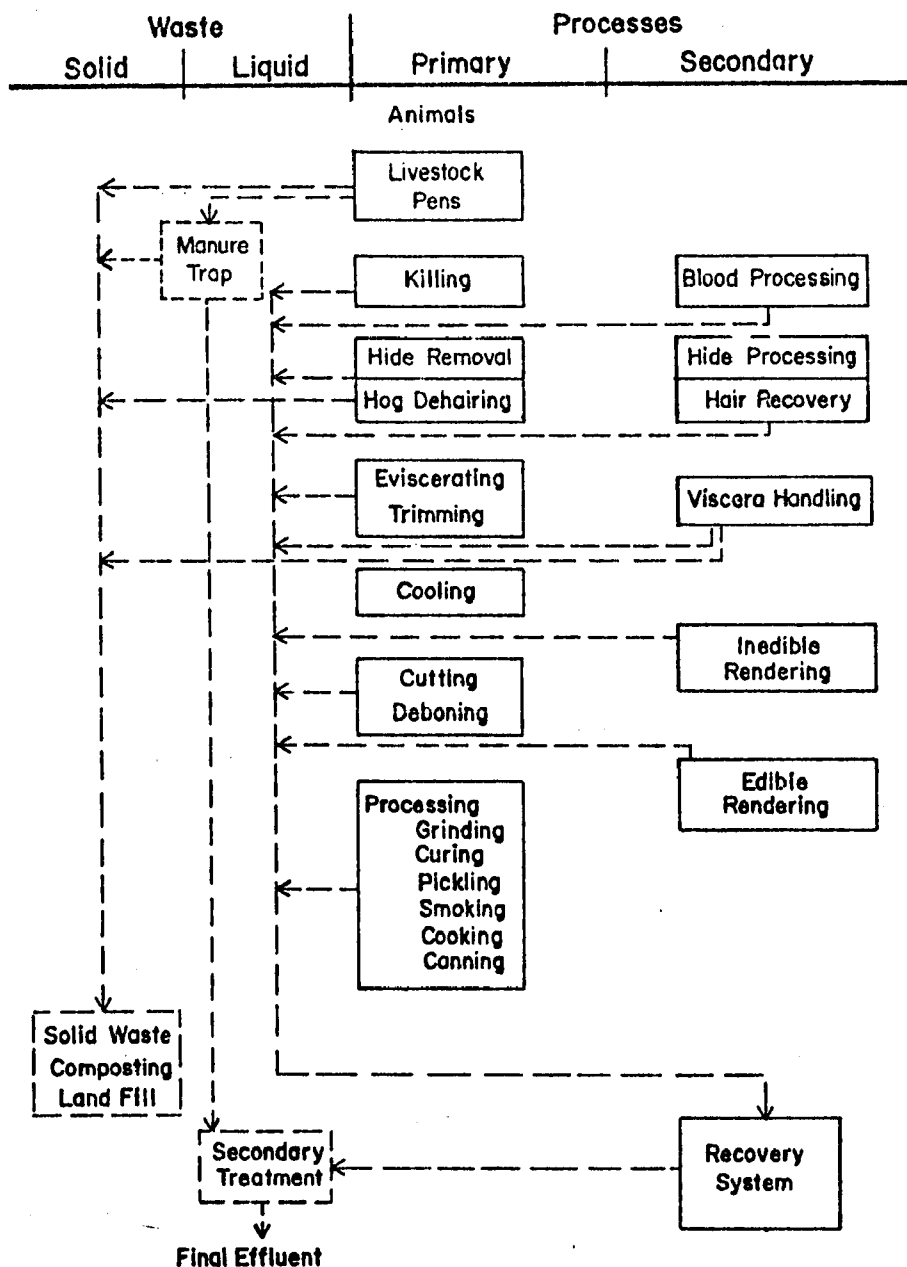 Waste
Processes
Solid
Liquid
Primary
Secondary
Animals
Livestock
Pens
Manure
Trap
Killing
Blood Processing
Hide Removal
Hide Processing
Hog Dehairing
Hair Recovery
Eviscerating
Trimming
Viscera Handling
Cooling
Inedible
Rendering
Cutting
Deboning
Edible
Rendering
Processing
Grinding
Curing
Pickling
Smoking
Cooking
Canning
Solid Waste
Composting
Land Fill
Secondary
Treatment
Recovery
System
Final Effluent